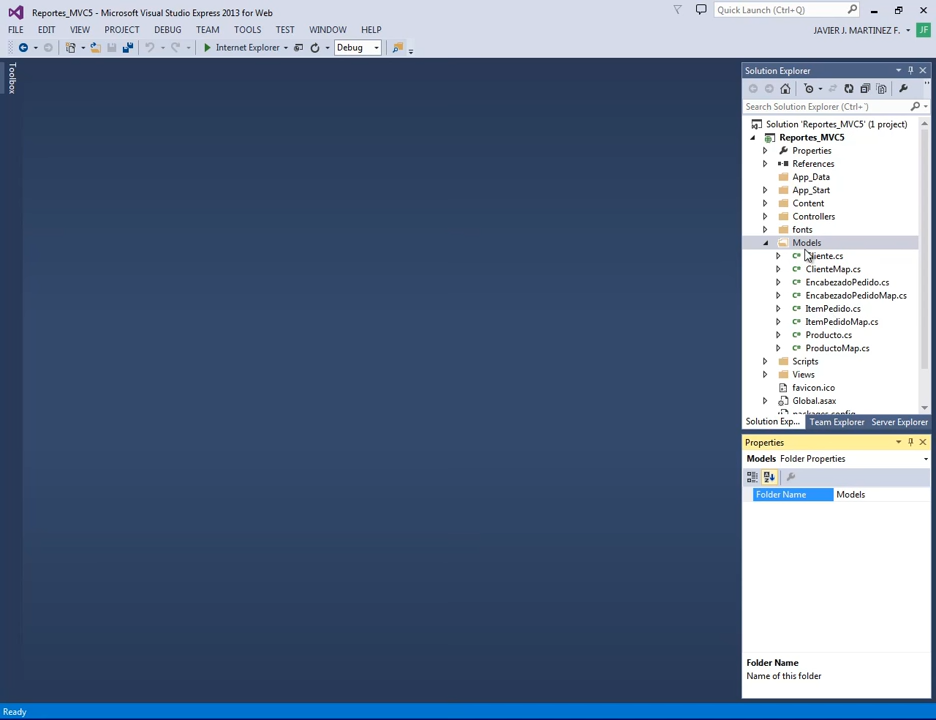 Reportes_MVC5 - Microsoft Visual Studio Express 2013 for Web
Quick Launch (Ctrl+Q)
FILE EDIT VIEW PROJECT DEBUG TEAM TOOLS TEST WINDOW HELP
JAVIER J. MARTINEZ F.
JF
Internet Explorer
Debug
Toolbox
Solution Explorer
Search Solution Explorer (Ctrl+´)
Solution 'Reportes_MVC5' (1 project)
Reportes_MVC5
Properties
References
App_Data
App_Start
Content
Controllers
fonts
Models
C# Cliente.cs
C# ClienteMap.cs
C# EncabezadoPedido.cs
C# EncabezadoPedidoMap.cs
C# ItemPedido.cs
C# ItemPedidoMap.cs
C# Producto.cs
C# ProductoMap.cs
Scripts
Views
favicon.ico
Global.asax
packages.config
Solution Exp... Team Explorer Server Explorer
Properties
Models Folder Properties
Folder Name Models
Folder Name
Name of this folder
Ready